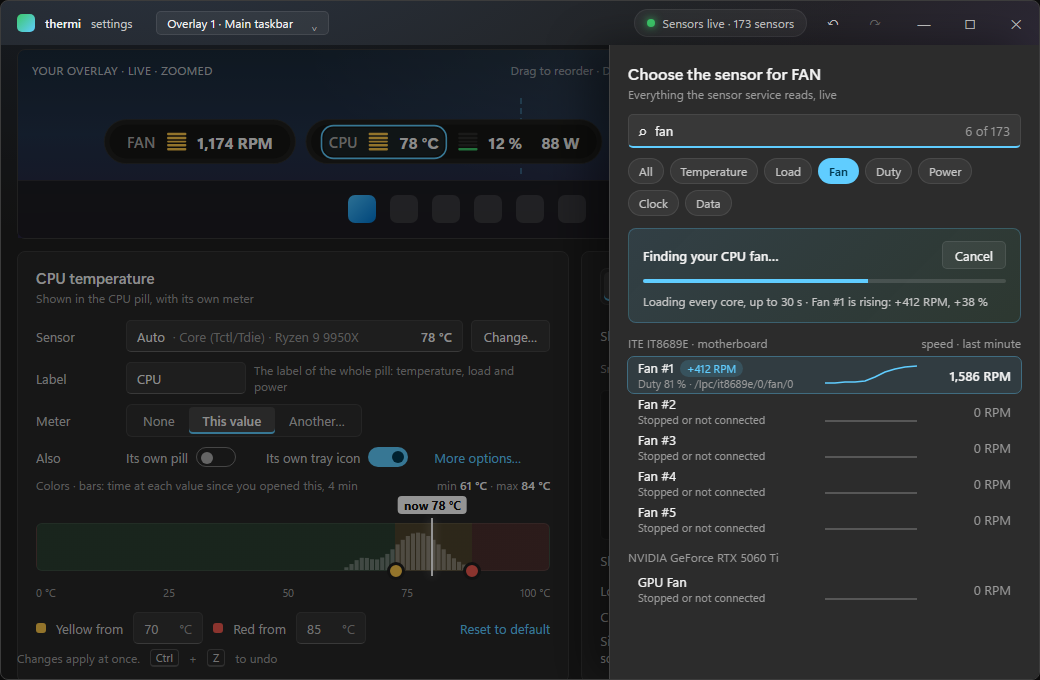 thermi settings
Overlay 1 · Main taskbar
Sensors live · 173 sensors
YOUR OVERLAY · LIVE · ZOOMED
Drag to reorder · D
FAN 1,174 RPM
CPU 78 °C 12 % 88 W
CPU temperature
Shown in the CPU pill, with its own meter
Sensor Auto · Core (Tctl/Tdie) · Ryzen 9 9950X 78 °C Change...
Label CPU The label of the whole pill: temperature, load and
power
Meter None This value Another...
Also Its own pill Its own tray icon More options...
Colors · bars: time at each value since you opened this, 4 min min 61 °C · max 84 °C
now 78 °C
0 °C 25 50 75 100 °C
Yellow from 70 °C Red from 85 °C Reset to default
Changes apply at once. Ctrl + Z to undo
Choose the sensor for FAN
Everything the sensor service reads, live
fan 6 of 173
All Temperature Load Fan Duty Power
Clock Data
Finding your CPU fan... Cancel
Loading every core, up to 30 s · Fan #1 is rising: +412 RPM, +38 %
ITE IT8689E · motherboard speed · last minute
Fan #1 +412 RPM 1,586 RPM
Duty 81 % · /lpc/it8689e/0/fan/0
Fan #2 0 RPM
Stopped or not connected
Fan #3 0 RPM
Stopped or not connected
Fan #4 0 RPM
Stopped or not connected
Fan #5 0 RPM
Stopped or not connected
NVIDIA GeForce RTX 5060 Ti
GPU Fan 0 RPM
Stopped or not connected